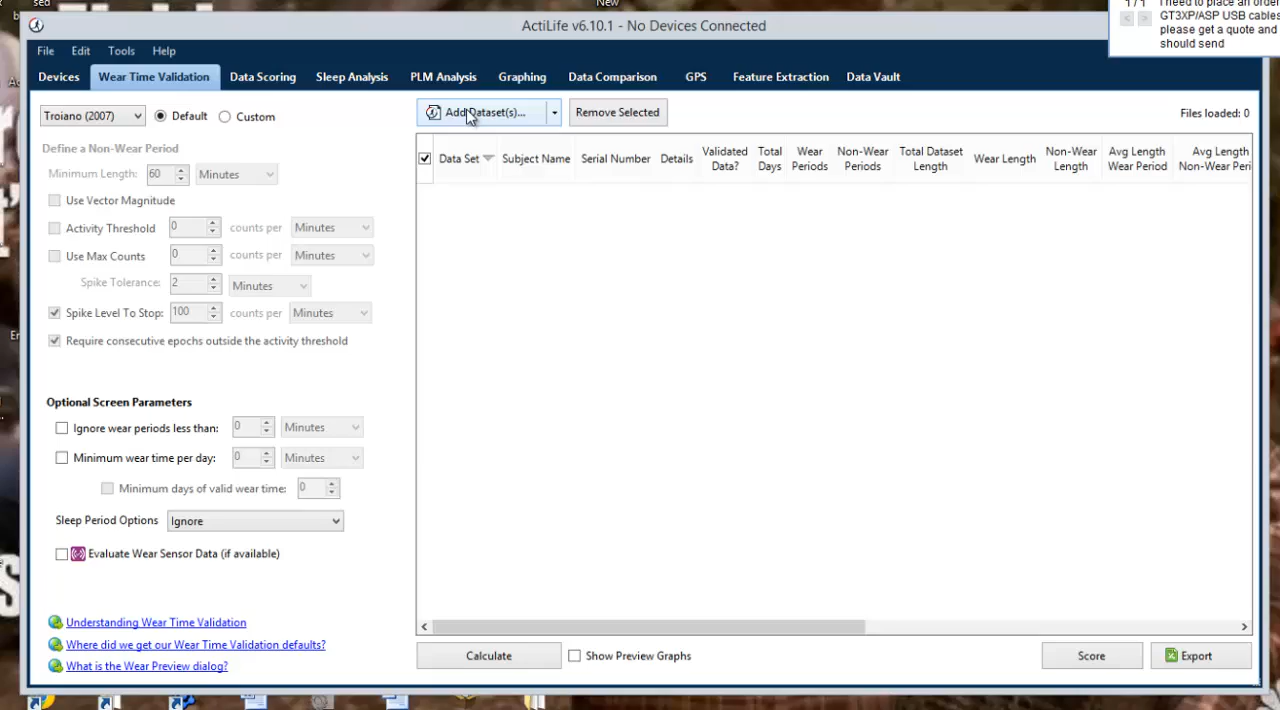 sed
New
ActiLife v6.10.1 - No Devices Connected
I need to place an order
GT3XP/ASP USB cables
please get a quote and
should send
File Edit Tools Help
Devices Wear Time Validation Data Scoring Sleep Analysis PLM Analysis Graphing Data Comparison GPS Feature Extraction Data Vault
Troiano (2007) Default Custom
Add Dataset(s)... Remove Selected Files loaded: 0
Define a Non-Wear Period
Minimum Length: 60 Minutes
Use Vector Magnitude
Activity Threshold 0 counts per Minutes
Use Max Counts 0 counts per Minutes
Spike Tolerance: 2 Minutes
Spike Level To Stop: 100 counts per Minutes
Require consecutive epochs outside the activity threshold
Optional Screen Parameters
Ignore wear periods less than: 0 Minutes
Minimum wear time per day: 0 Minutes
Minimum days of valid wear time: 0
Sleep Period Options Ignore
Evaluate Wear Sensor Data (if available)
Understanding Wear Time Validation
Where did we get our Wear Time Validation defaults?
What is the Wear Preview dialog?
Data Set Subject Name Serial Number Details Validated Data? Total Days Wear Periods Non-Wear Periods Total Dataset Length Wear Length Non-Wear Length Avg Length Wear Period Avg Length Non-Wear Peri
Calculate Show Preview Graphs Score Export